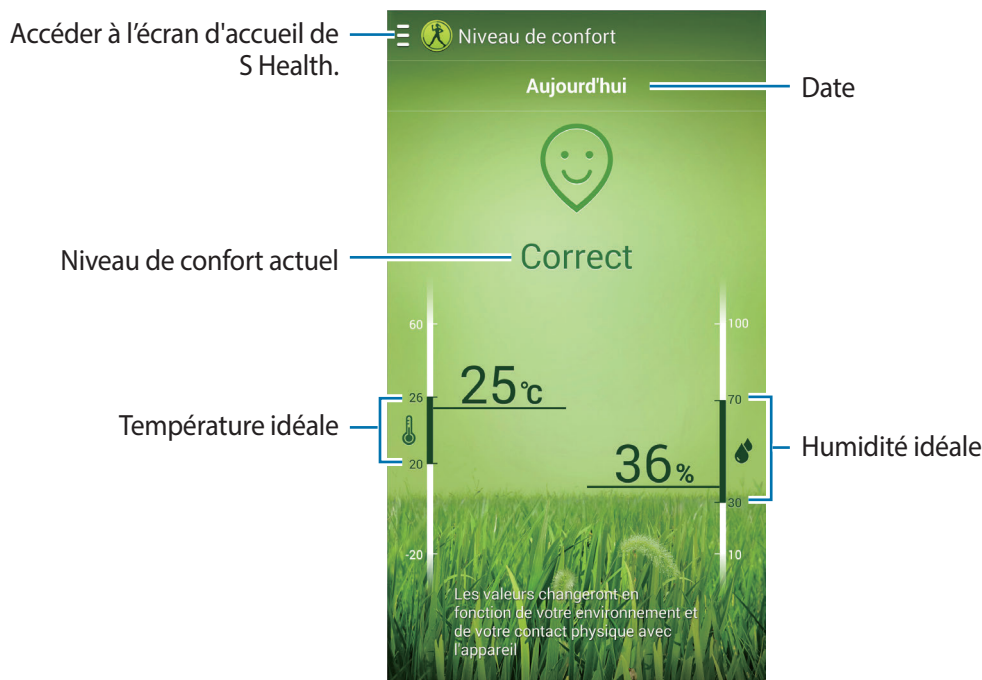 Accéder à l'écran d'accueil de
S Health.
Niveau de confort
Aujourd'hui
Date
Niveau de confort actuel
Correct
60
100
25°C
26
70
Température idéale
Humidité idéale
20
36%
30
-20
10
Les valeurs changeront en
fonction de votre environnement et
de votre contact physique avec
l'appareil